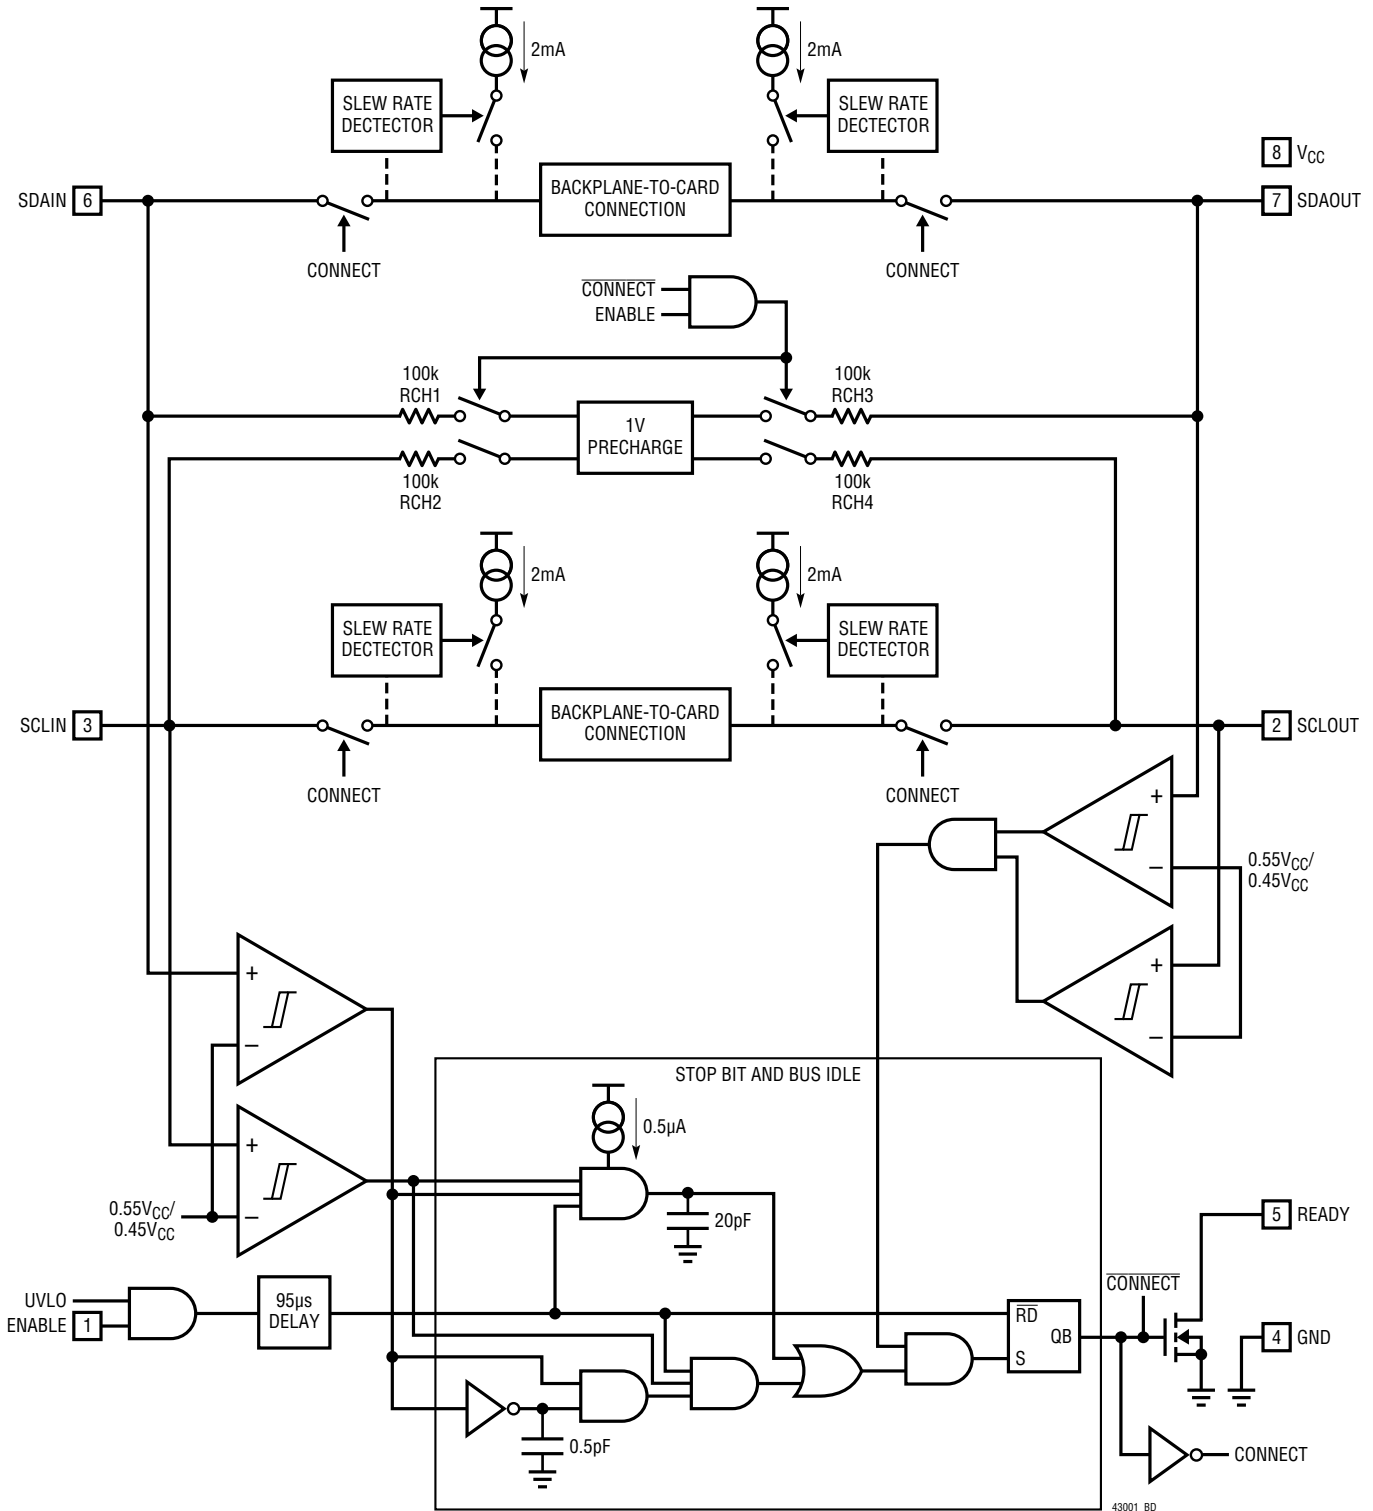 2mA
2mA
SLEW RATE
DECTECTOR
SLEW RATE
DECTECTOR
8 VCC
SDAIN 6
BACKPLANE-TO-CARD
CONNECTION
7 SDAOUT
CONNECT
CONNECT
CONNECT
ENABLE
100k
RCH1
100k
RCH3
1V
PRECHARGE
100k
RCH2
100k
RCH4
2mA
2mA
SLEW RATE
DECTECTOR
SLEW RATE
DECTECTOR
SCLIN 3
BACKPLANE-TO-CARD
CONNECTION
2 SCLOUT
CONNECT
CONNECT
+
–
0.55VCC/
0.45VCC
+
–
+
–
STOP BIT AND BUS IDLE
0.5µA
+
–
0.55VCC/
0.45VCC
20pF
5 READY
UVLO
ENABLE 1
95µs
DELAY
CONNECT
RD
QB
S
4 GND
0.5pF
CONNECT
43001 BD